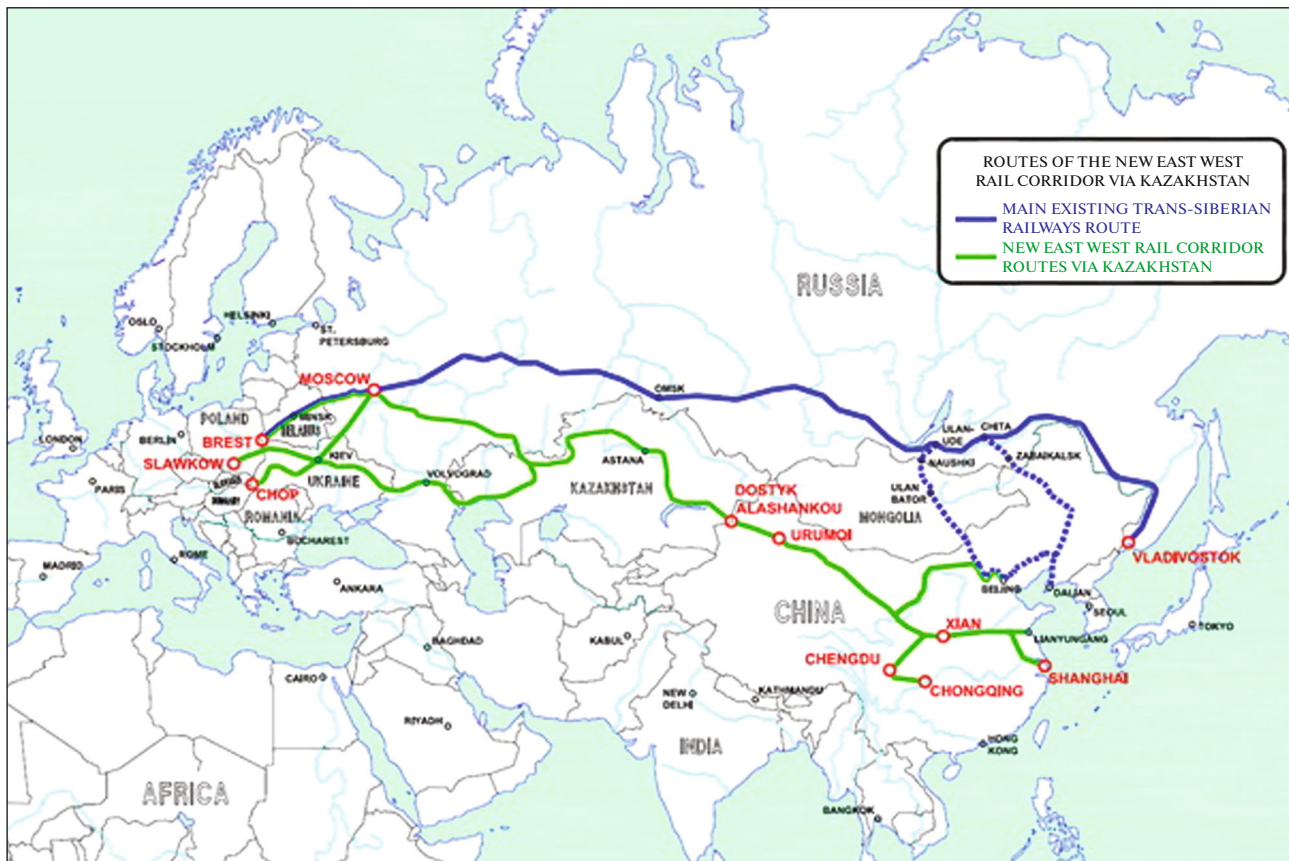 ROUTES OF THE NEW EAST WEST
RAIL CORRIDOR VIA KAZAKHSTAN
MAIN EXISTING TRANS-SIBERIAN
RAILWAYS ROUTE
NEW EAST WEST RAIL CORRIDOR
ROUTES VIA KAZAKHSTAN
RUSSIA
OSLO
HELSINKI
STOCKHOLM
ST.
PETERSBURG
MOSCOW
OMSK
POLAND
MINSK
BELARUS
LONDON
BERLIN
BREST
ULAN-
UDE
CHITA
KIEV
SLAWKOW
ASTANA
NAUSHKI
ZABAIKALSK
VOLVOGRAD
PARIS
CHOP
UKRAINE
KAZAKHSTAN
DOSTYK
ALASHANKOU
ULAN
BATOR
MONGOLIA
ROMANIA
URUMQI
BUCHAREST
ROME
VLADIVOSTOK
MADRID
ANKARA
BEIJING
DALIAN
SEOUL
CHINA
XIAN
TOKYO
BAGHDAD
KABUL
LIANYUNGANG
CHENGDU
CAIRO
SHANGHAI
CHONGQING
NEW
DELHI
KATHMANDU
RIYADH
INDIA
HONG
KONG
AFRICA
BANGKOK